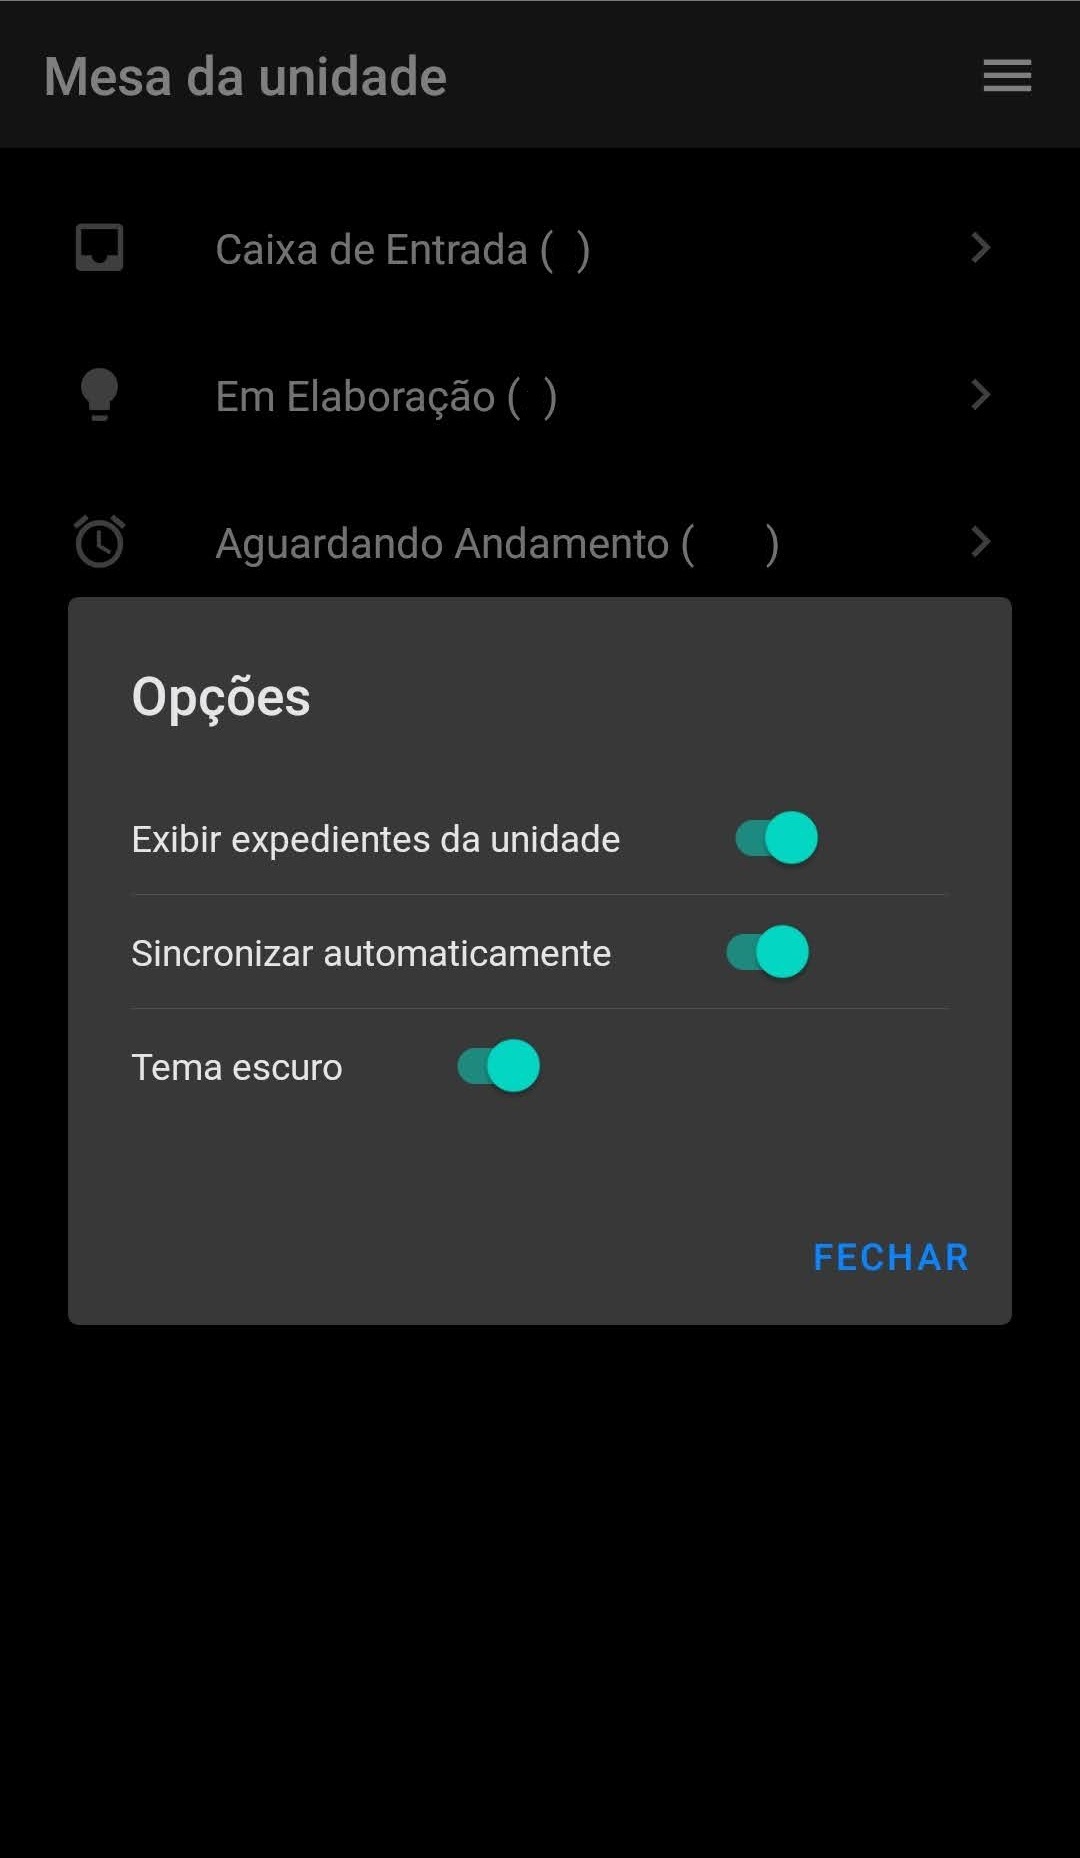 Mesa da unidade
Caixa de Entrada (  )
Em Elaboração (  )
Aguardando Andamento (      )
Opções
Exibir expedientes da unidade
Sincronizar automaticamente
Tema escuro
FECHAR